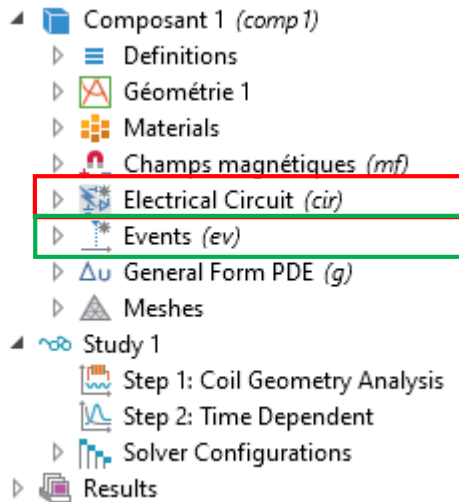 Composant 1 (comp1)
Definitions
Géométrie 1
Materials
Champs magnétiques (mf)
Electrical Circuit (cir)
Events (ev)
Δu General Form PDE (g)
Meshes
Study 1
Step 1: Coil Geometry Analysis
Step 2: Time Dependent
Solver Configurations
Results